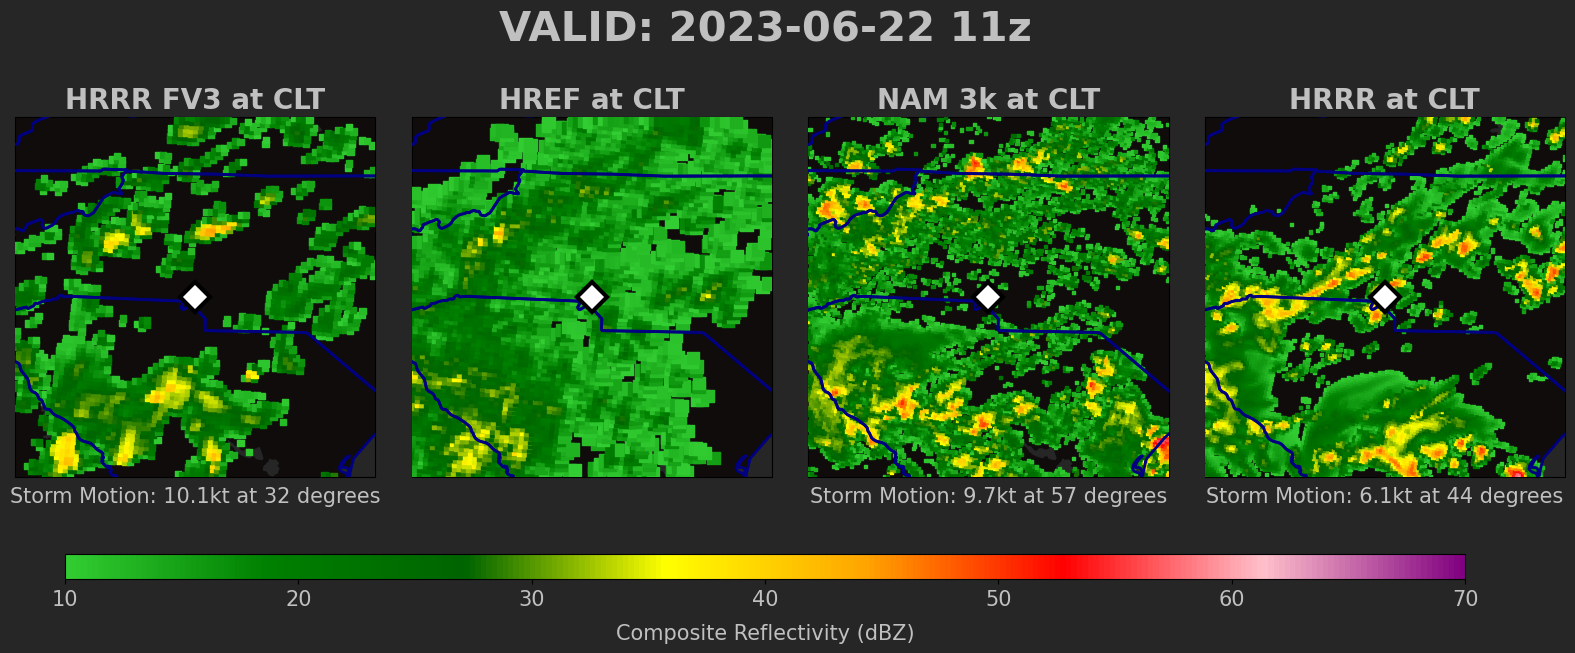 VALID: 2023-06-22 11z
HRRR FV3 at CLT
HREF at CLT
NAM 3k at CLT
HRRR at CLT
Storm Motion: 10.1kt at 32 degrees
Storm Motion: 9.7kt at 57 degrees
Storm Motion: 6.1kt at 44 degrees
10 20 30 40 50 60 70
Composite Reflectivity (dBZ)